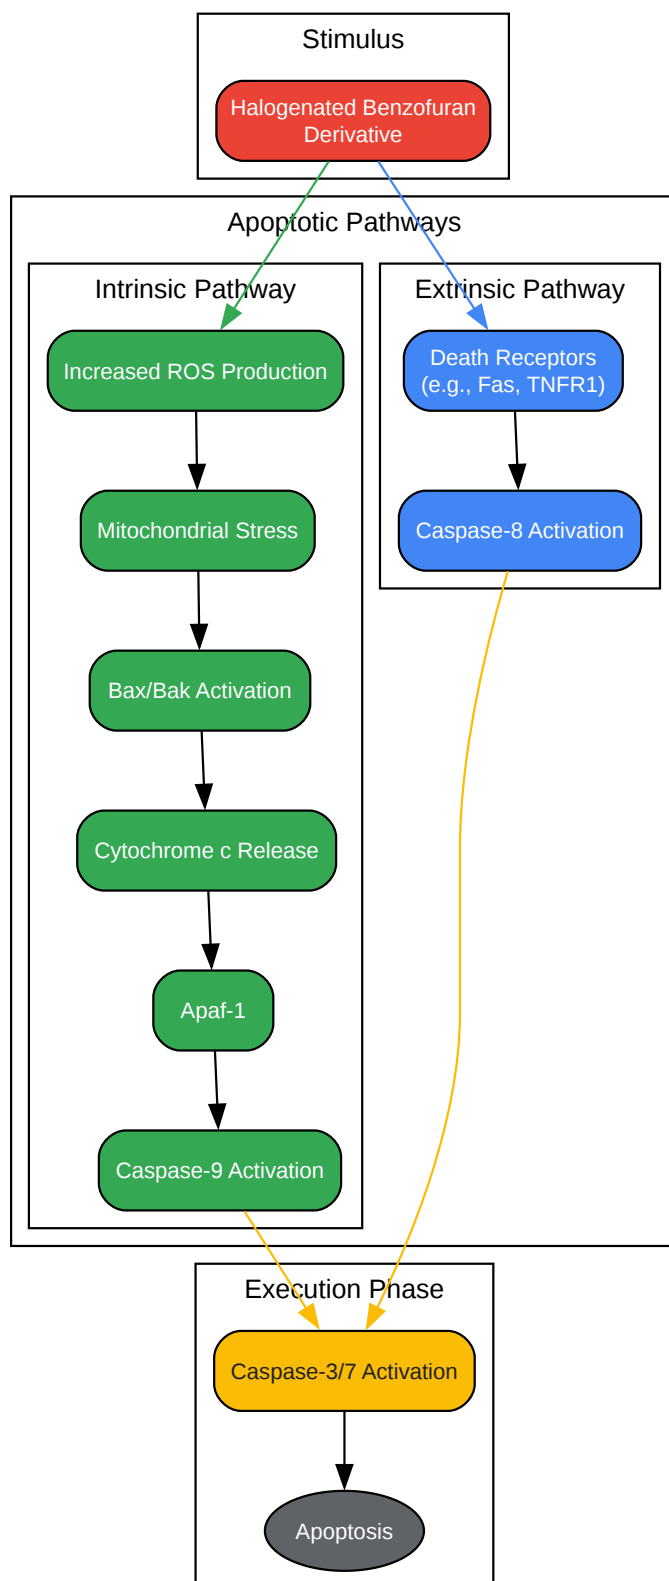 Stimulus
Halogenated Benzofuran
Derivative
Apoptotic Pathways
Intrinsic Pathway
Extrinsic Pathway
Increased ROS Production
Death Receptors
(e.g., Fas, TNFR1)
Mitochondrial Stress
Caspase-8 Activation
Bax/Bak Activation
Cytochrome c Release
Apaf-1
Caspase-9 Activation
Execution Phase
Caspase-3/7 Activation
Apoptosis